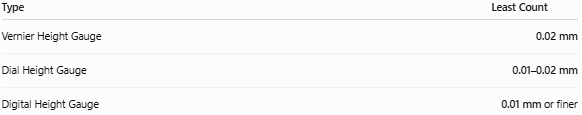 Type Least Count
Vernier Height Gauge 0.02 mm
Dial Height Gauge 0.01–0.02 mm
Digital Height Gauge 0.01 mm or finer